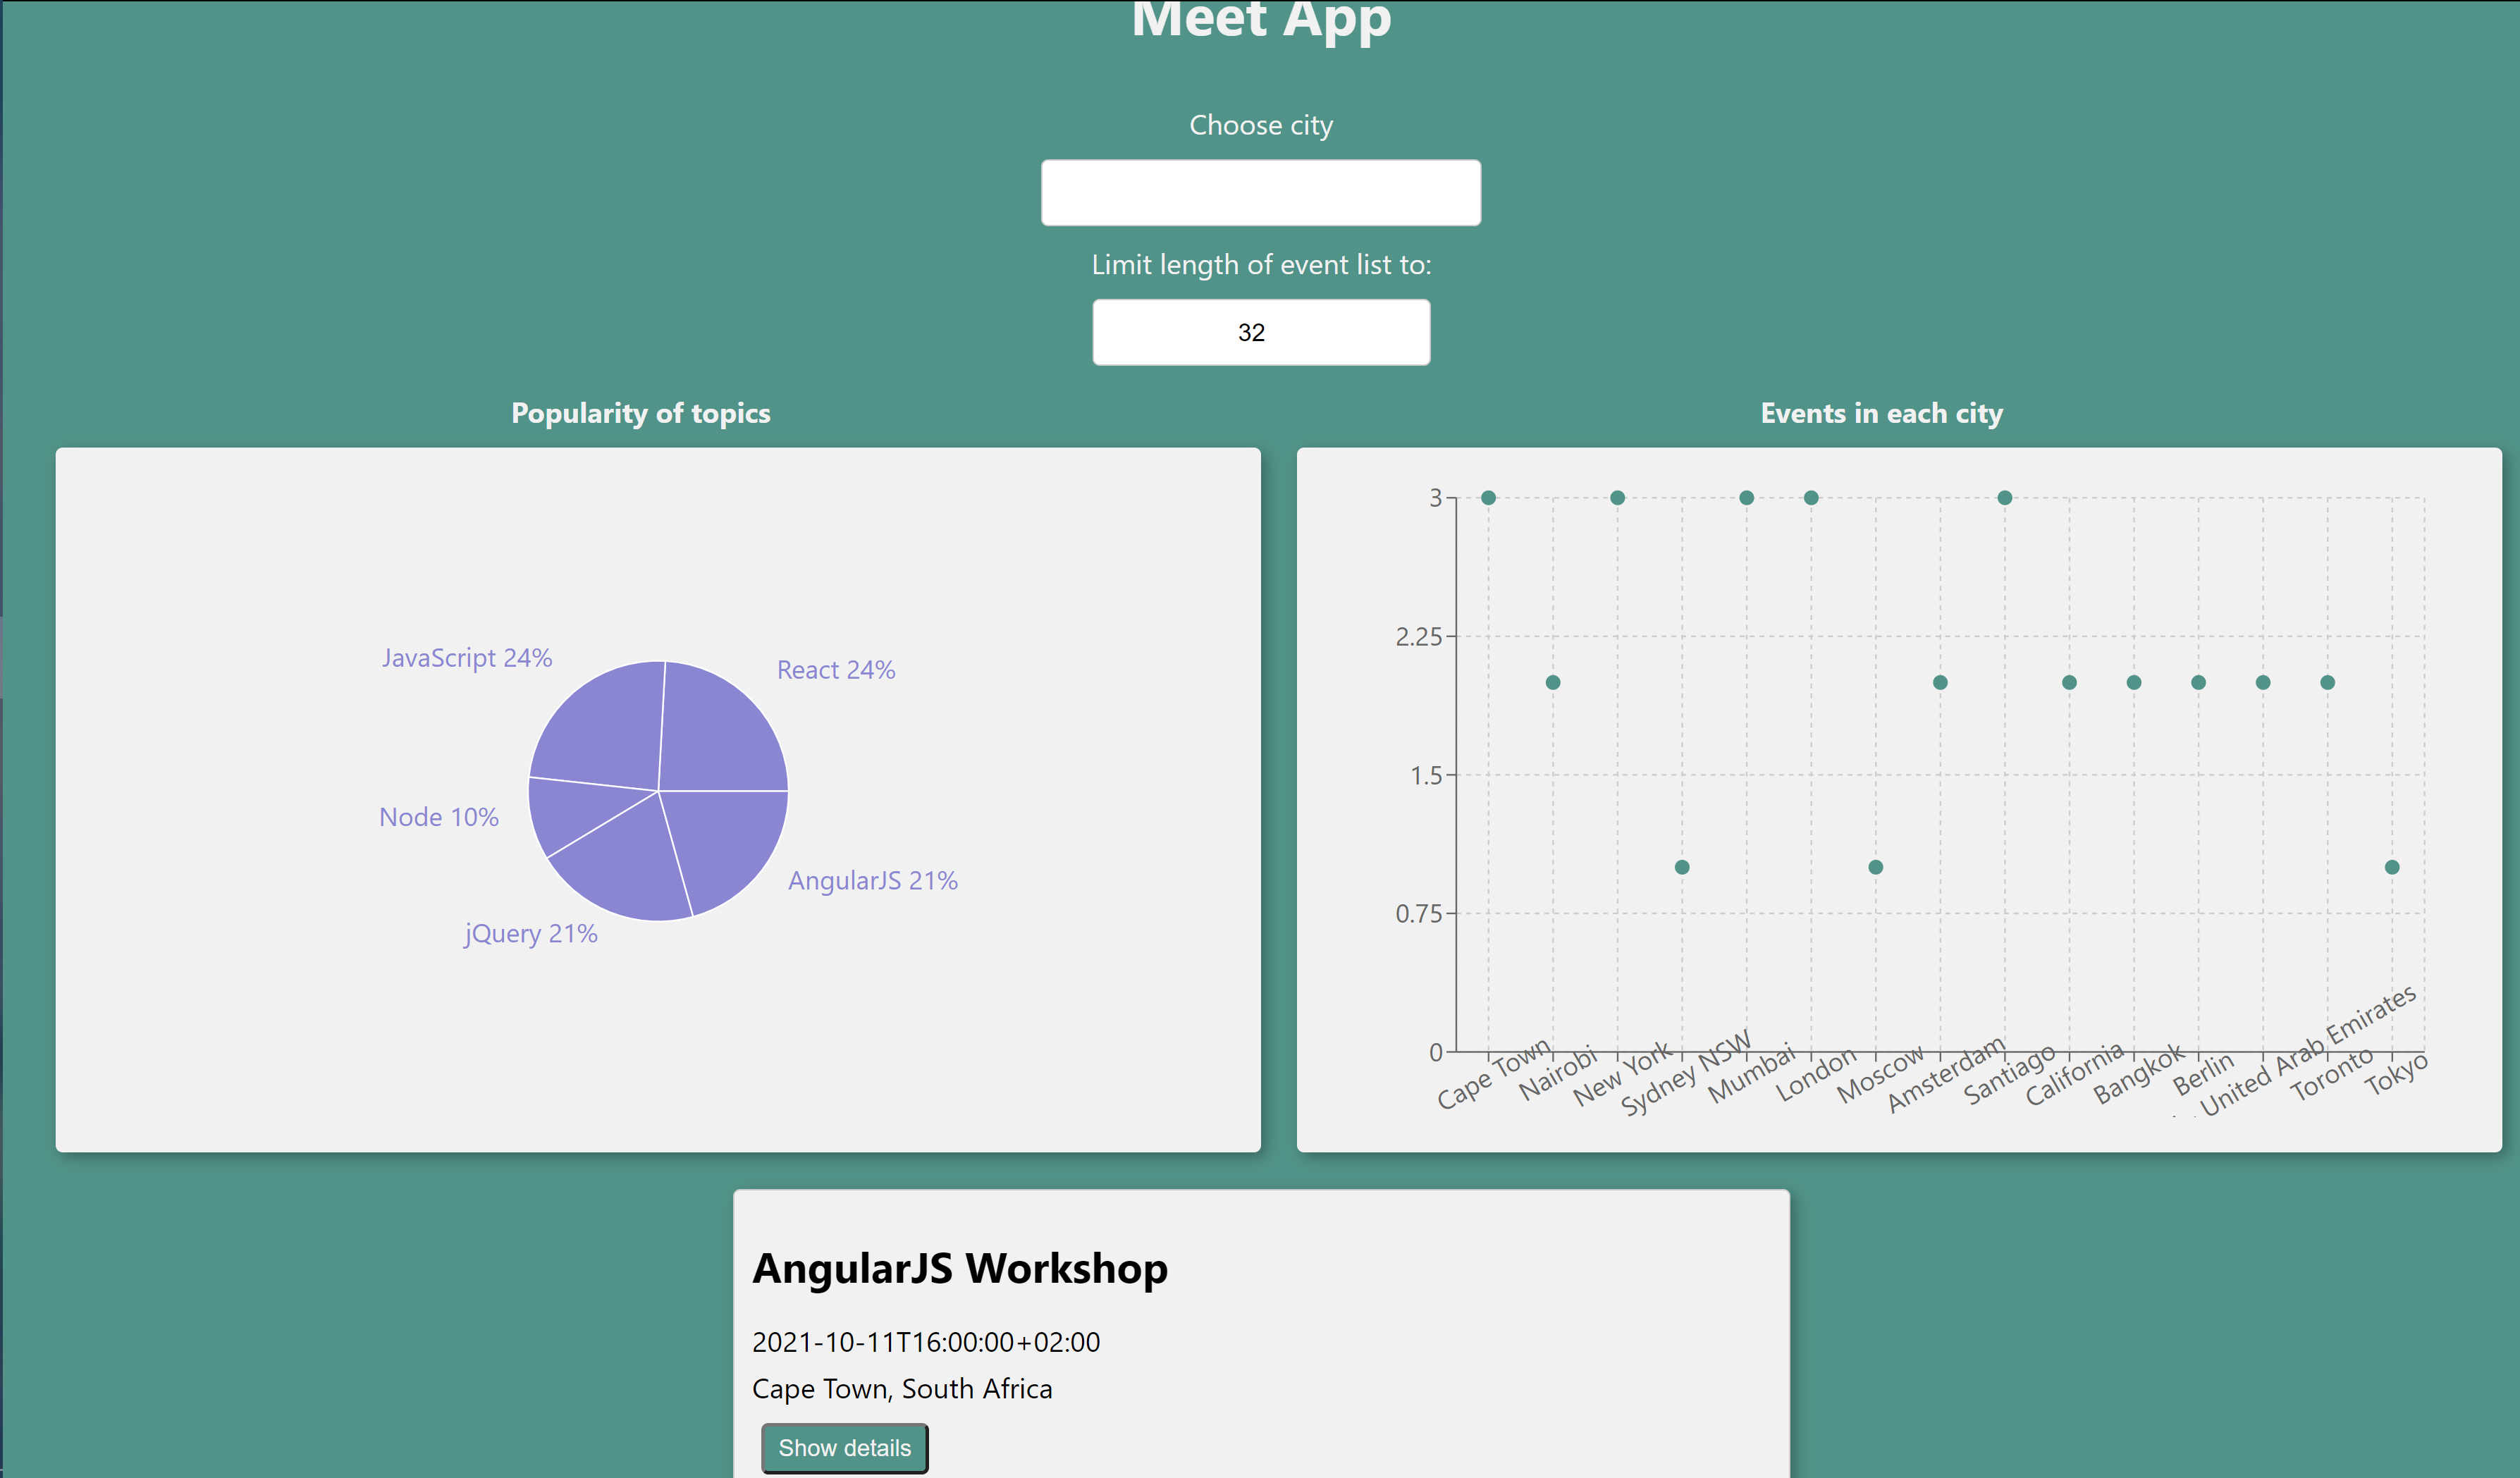 Meet App
Choose city
Limit length of event list to:
32
Popularity of topics
Events in each city
JavaScript 24%
React 24%
Node 10%
AngularJS 21%
jQuery 21%
3
2.25
1.5
0.75
0
Cape Town
Nairobi
New York
Sydney NSW
Mumbai
London
Moscow
Amsterdam
Santiago
California
Bangkok
Berlin
United Arab Emirates
Toronto
Tokyo
AngularJS Workshop
2021-10-11T16:00:00+02:00
Cape Town, South Africa
Show details